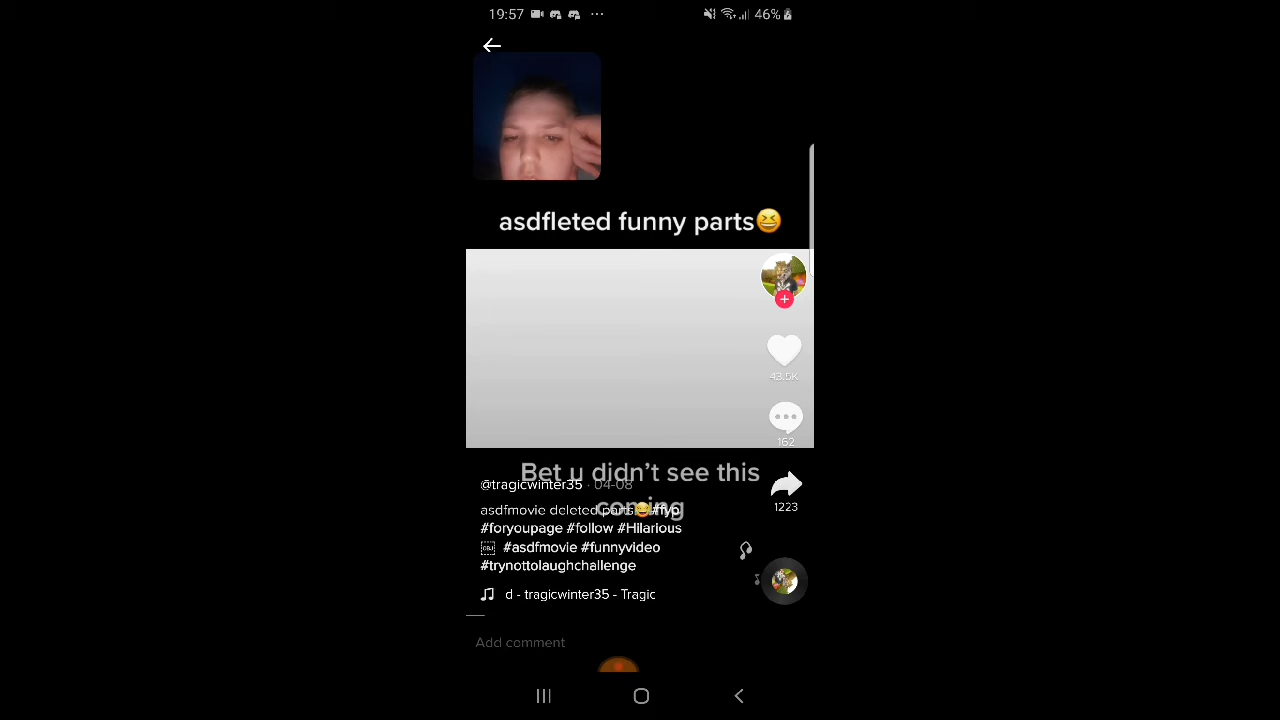 19:57
46%
asdfleted funny parts😆
43.5K
162
Bet u didn't see this
coming
@tragicwinter35 · 04-08
asdfmovie deleted parts😂#fyp
#foryoupage #follow #Hilarious
OBJ #asdfmovie #funnyvideo
#trynottolaughchallenge
1223
d - tragicwinter35 - Tragic
Add comment